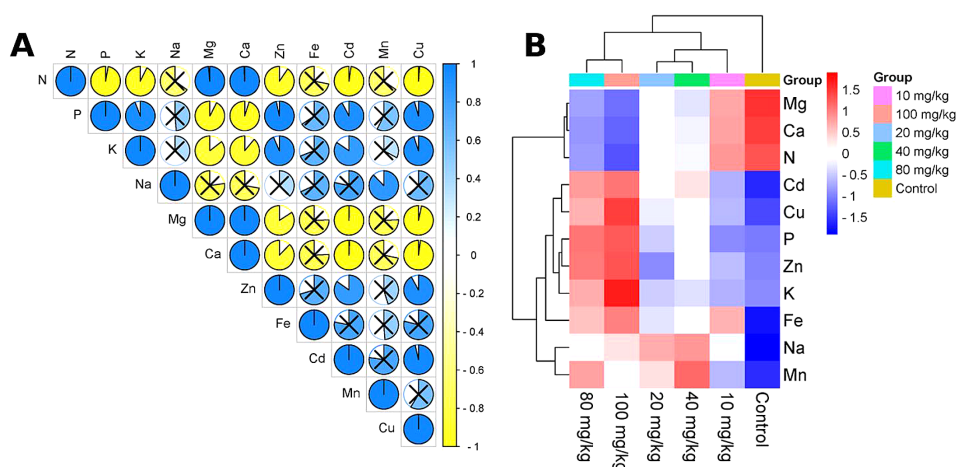 A
N P K Na Mg Ca Zn Fe Cd Mn Cu
N
P
K
Na
Mg
Ca
Zn
Fe
Cd
Mn
Cu
1
0.8
0.6
0.4
0.2
0
- 0.2
- 0.4
- 0.6
- 0.8
- 1
B
Group
Mg
Ca
N
Cd
Cu
P
Zn
K
Fe
Na
Mn
80 mg/kg
100 mg/kg
20 mg/kg
40 mg/kg
10 mg/kg
Control
1.5
1
0.5
0
- 0.5
- 1
- 1.5
Group
10 mg/kg
100 mg/kg
20 mg/kg
40 mg/kg
80 mg/kg
Control